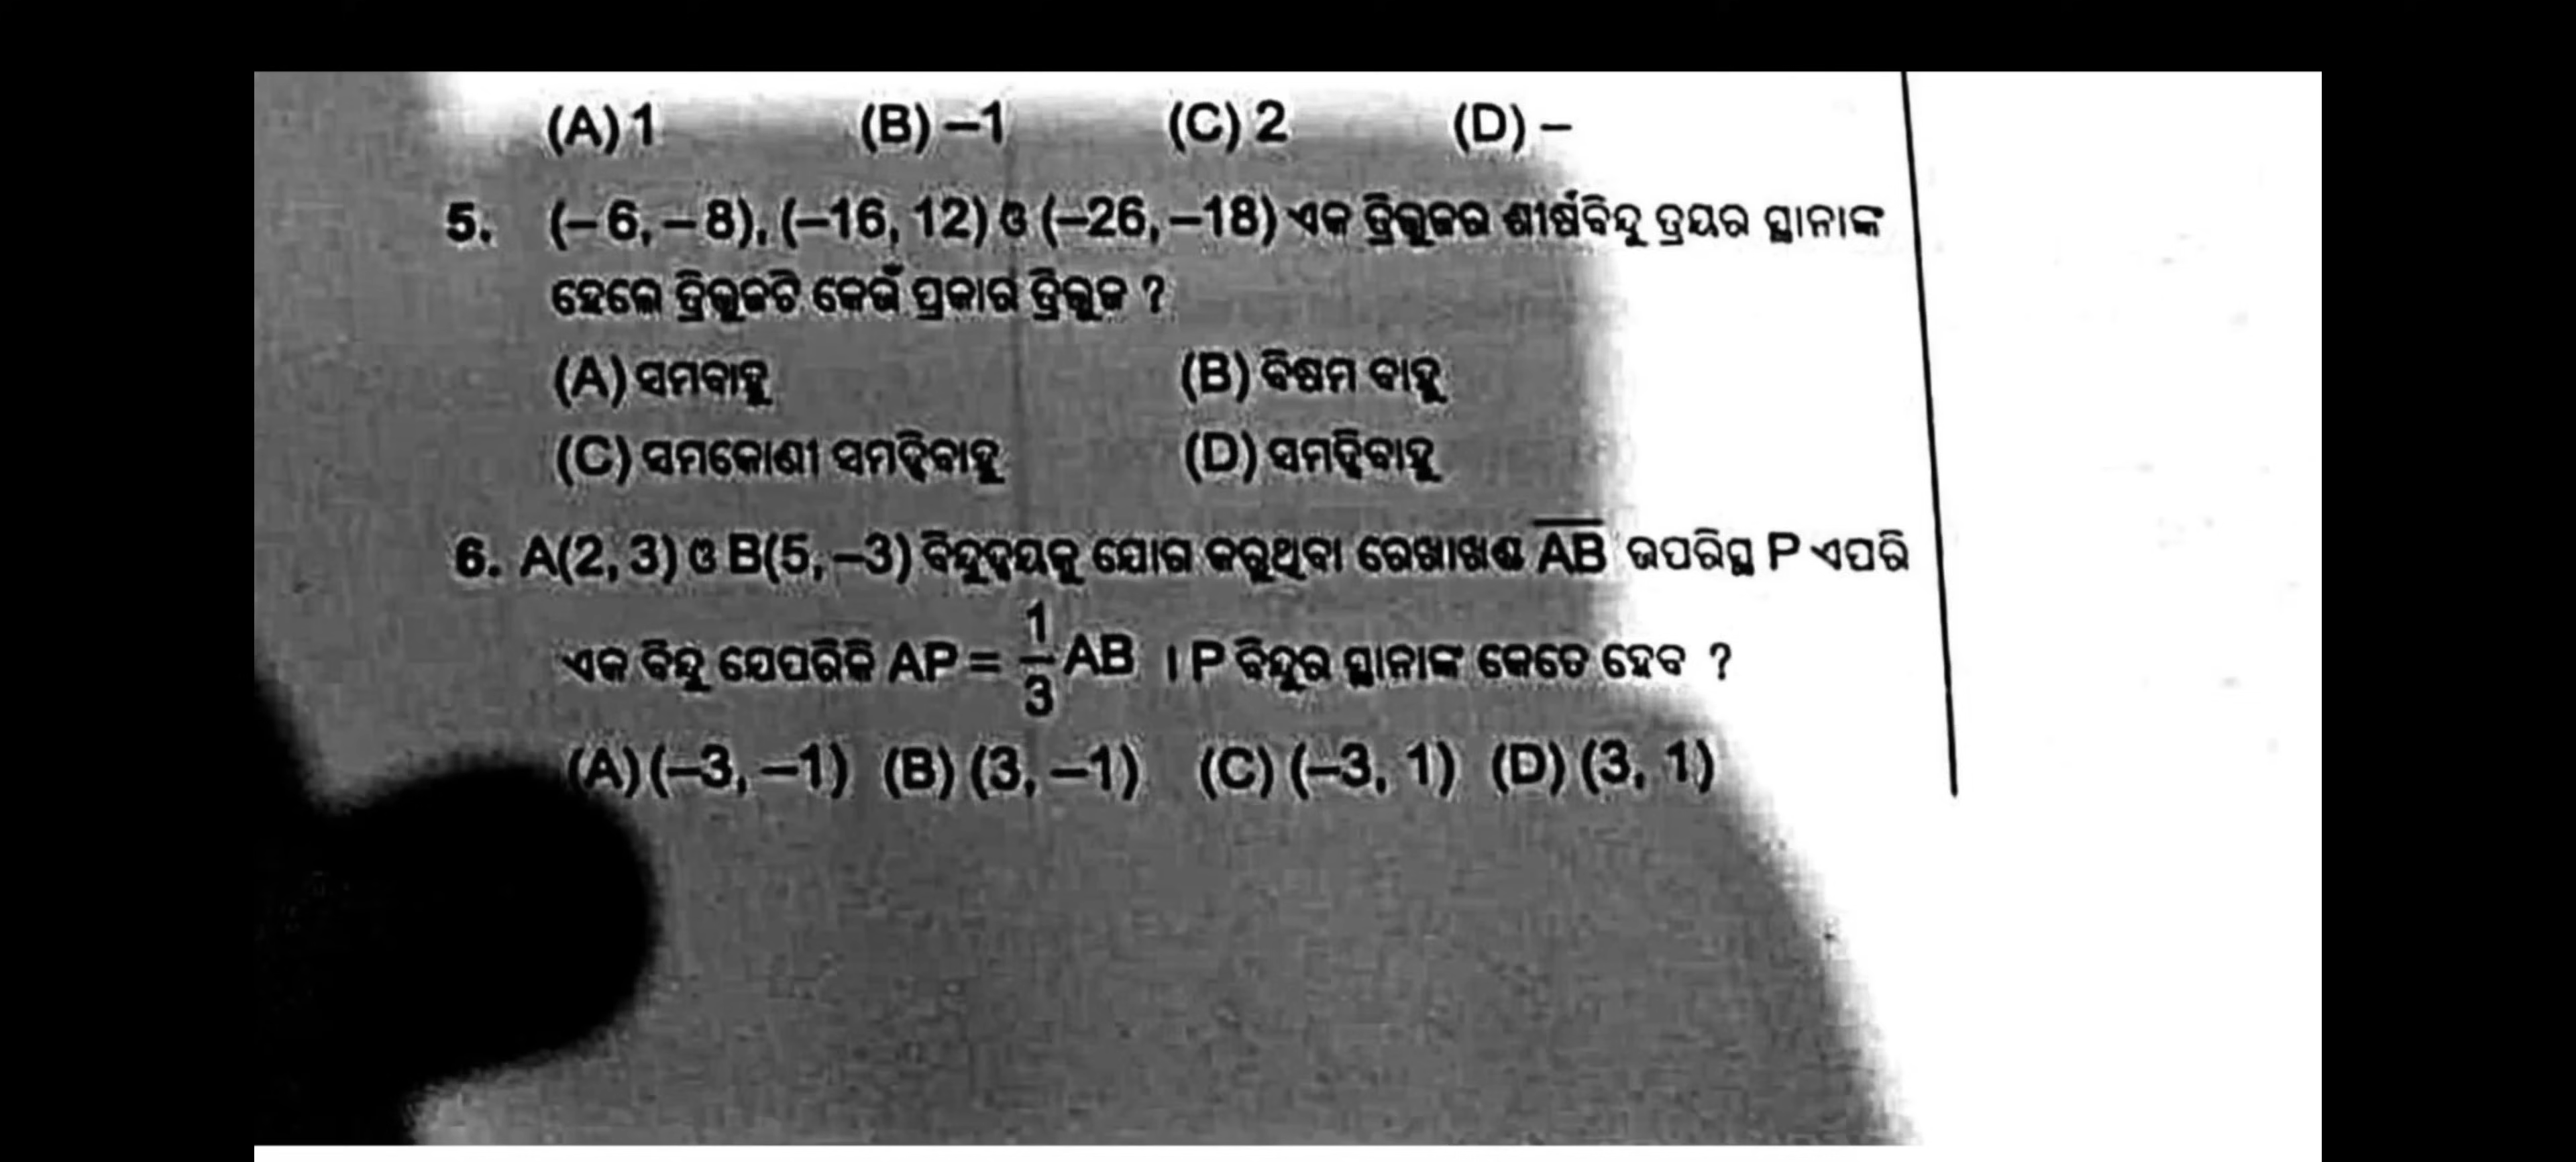 (A) 1 (B) –1 (C) 2 (D) –
5. (– 6, – 8), (–16, 12) ଓ (–26, –18) ଏକ ତ୍ରିଭୁଜର ଶୀର୍ଷବିନ୍ଦୁ ତ୍ରୟର ସ୍ଥାନାଙ୍କ
ହେଲେ ତ୍ରିଭୁଜଟି କେଉଁ ପ୍ରକାର ତ୍ରିଭୁଜ ?
(A) ସମବାହୁ (B) ବିଷମ ବାହୁ
(C) ସମକୋଣୀ ସମଦ୍ୱିବାହୁ (D) ସମଦ୍ୱିବାହୁ
6. A(2, 3) ଓ B(5, –3) ବିନ୍ଦୁଦ୍ୱୟକୁ ଯୋଗ କରୁଥିବା ରେଖାଖଣ୍ଡ A̅B̅ ଉପରିସ୍ଥ P ଏପରି
ଏକ ବିନ୍ଦୁ ଯେପରିକି AP = 1/3 AB । P ବିନ୍ଦୁର ସ୍ଥାନାଙ୍କ କେତେ ହେବ ?
(A) (–3, –1) (B) (3, –1) (C) (–3, 1) (D) (3, 1)